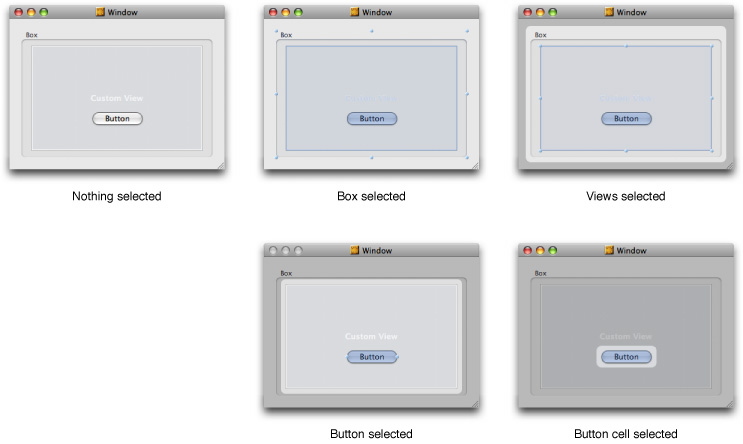 Window
Box
Custom View
Button
Nothing selected
Window
Box
Custom View
Button
Box selected
Window
Box
Custom View
Button
Views selected
Window
Box
Custom View
Button
Button selected
Window
Box
Custom View
Button
Button cell selected